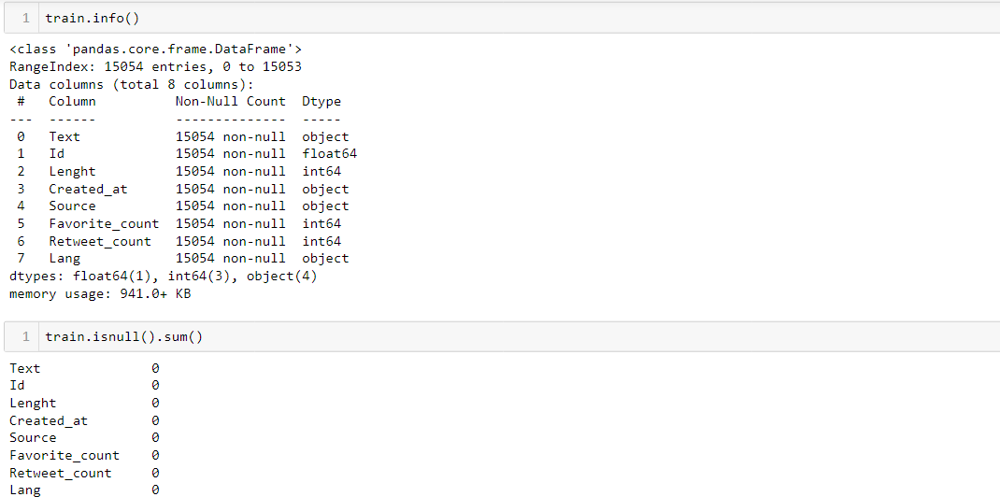 1 train.info()
<class 'pandas.core.frame.DataFrame'>
RangeIndex: 15054 entries, 0 to 15053
Data columns (total 8 columns):
 #   Column          Non-Null Count  Dtype
---  ------          --------------  -----
 0   Text            15054 non-null  object
 1   Id              15054 non-null  float64
 2   Lenght          15054 non-null  int64
 3   Created_at      15054 non-null  object
 4   Source          15054 non-null  object
 5   Favorite_count  15054 non-null  int64
 6   Retweet_count   15054 non-null  int64
 7   Lang            15054 non-null  object
dtypes: float64(1), int64(3), object(4)
memory usage: 941.0+ KB
1 train.isnull().sum()
Text              0
Id                0
Lenght            0
Created_at        0
Source            0
Favorite_count    0
Retweet_count     0
Lang              0